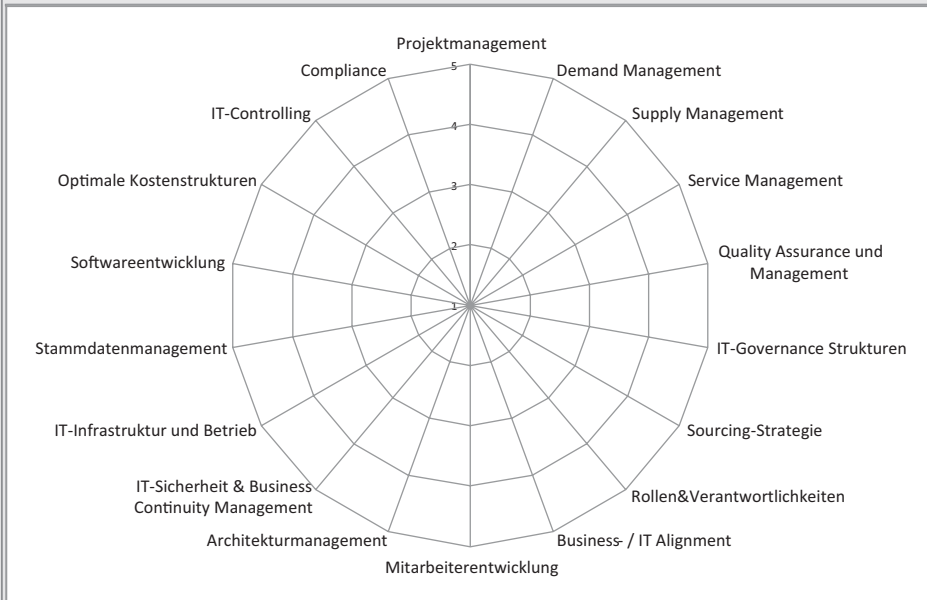 Projektmanagement
Demand Management
Supply Management
Service Management
Quality Assurance und
Management
IT-Governance Strukturen
Sourcing-Strategie
Rollen&Verantwortlichkeiten
Business- / IT Alignment
Mitarbeiterentwicklung
Architekturmanagement
IT-Sicherheit & Business
Continuity Management
IT-Infrastruktur und Betrieb
Stammdatenmanagement
Softwareentwicklung
Optimale Kostenstrukturen
IT-Controlling
Compliance
5
4
3
2
1